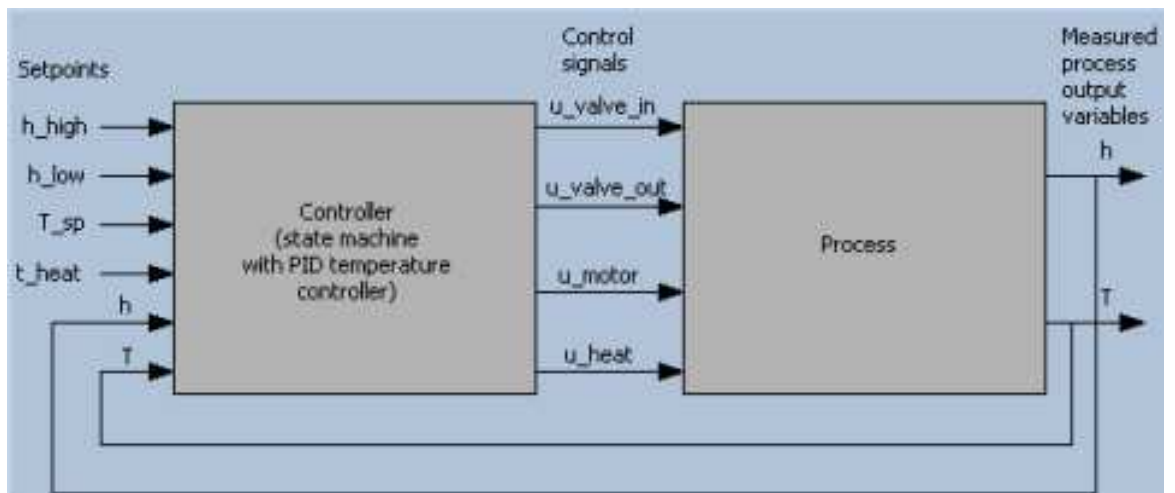 Setpoints
h_high
h_low
T_sp
t_heat
h
T
Controller
(state machine
with PID temperature
controller)
Control
signals
u_valve_in
u_valve_out
u_motor
u_heat
Process
Measured
process
output
variables
h
T